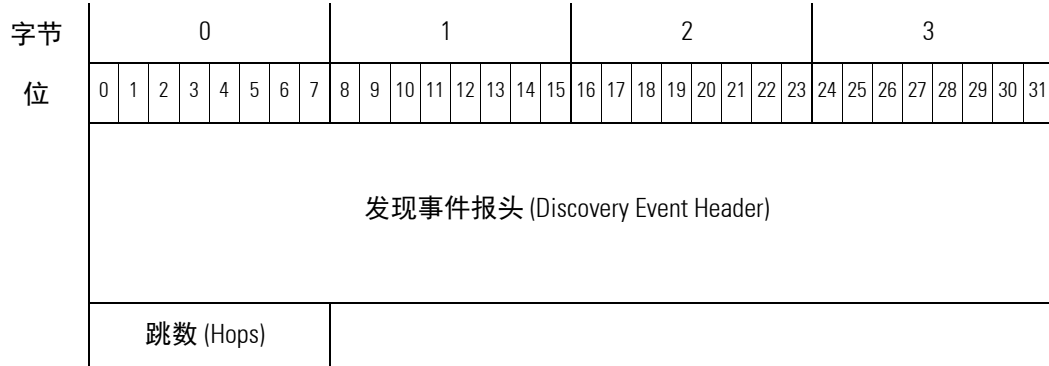 字节 0 1 2 3
位 0 1 2 3 4 5 6 7 8 9 10 11 12 13 14 15 16 17 18 19 20 21 22 23 24 25 26 27 28 29 30 31
发现事件报头 (Discovery Event Header)
跳数 (Hops)